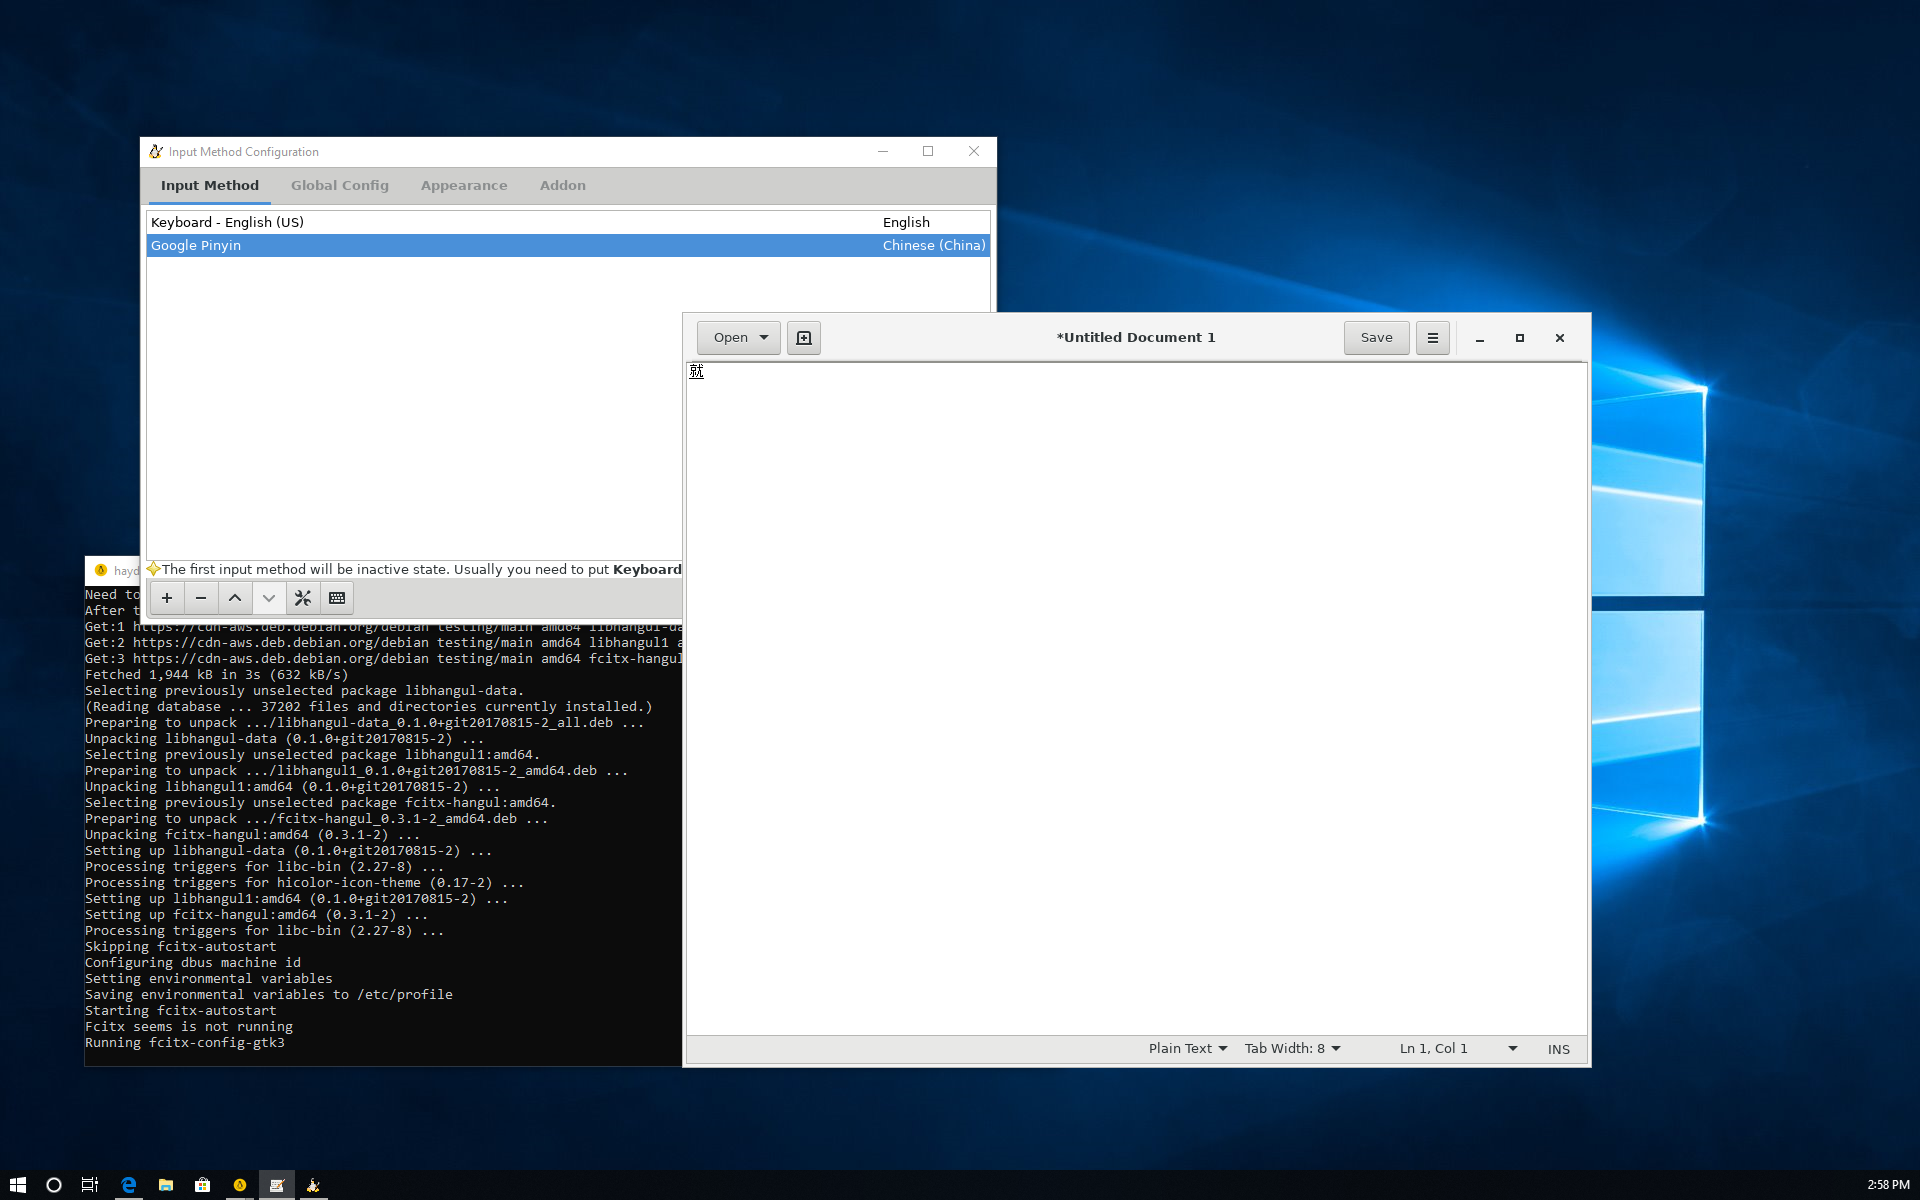 Input Method Configuration
Input Method Global Config Appearance Addon
Keyboard - English (US) English
Google Pinyin Chinese (China)
The first input method will be inactive state. Usually you need to put Keyboard
Open *Untitled Document 1 Save
就
Plain Text Tab Width: 8 Ln 1, Col 1 INS
hayd
Need to
After t
Get:1 https://cdn-aws.deb.debian.org/debian testing/main amd64 libhangul-da
Get:2 https://cdn-aws.deb.debian.org/debian testing/main amd64 libhangul1 a
Get:3 https://cdn-aws.deb.debian.org/debian testing/main amd64 fcitx-hangul
Fetched 1,944 kB in 3s (632 kB/s)
Selecting previously unselected package libhangul-data.
(Reading database ... 37202 files and directories currently installed.)
Preparing to unpack .../libhangul-data_0.1.0+git20170815-2_all.deb ...
Unpacking libhangul-data (0.1.0+git20170815-2) ...
Selecting previously unselected package libhangul1:amd64.
Preparing to unpack .../libhangul1_0.1.0+git20170815-2_amd64.deb ...
Unpacking libhangul1:amd64 (0.1.0+git20170815-2) ...
Selecting previously unselected package fcitx-hangul:amd64.
Preparing to unpack .../fcitx-hangul_0.3.1-2_amd64.deb ...
Unpacking fcitx-hangul:amd64 (0.3.1-2) ...
Setting up libhangul-data (0.1.0+git20170815-2) ...
Processing triggers for libc-bin (2.27-8) ...
Processing triggers for hicolor-icon-theme (0.17-2) ...
Setting up libhangul1:amd64 (0.1.0+git20170815-2) ...
Setting up fcitx-hangul:amd64 (0.3.1-2) ...
Processing triggers for libc-bin (2.27-8) ...
Skipping fcitx-autostart
Configuring dbus machine id
Setting environmental variables
Saving environmental variables to /etc/profile
Starting fcitx-autostart
Fcitx seems is not running
Running fcitx-config-gtk3
2:58 PM